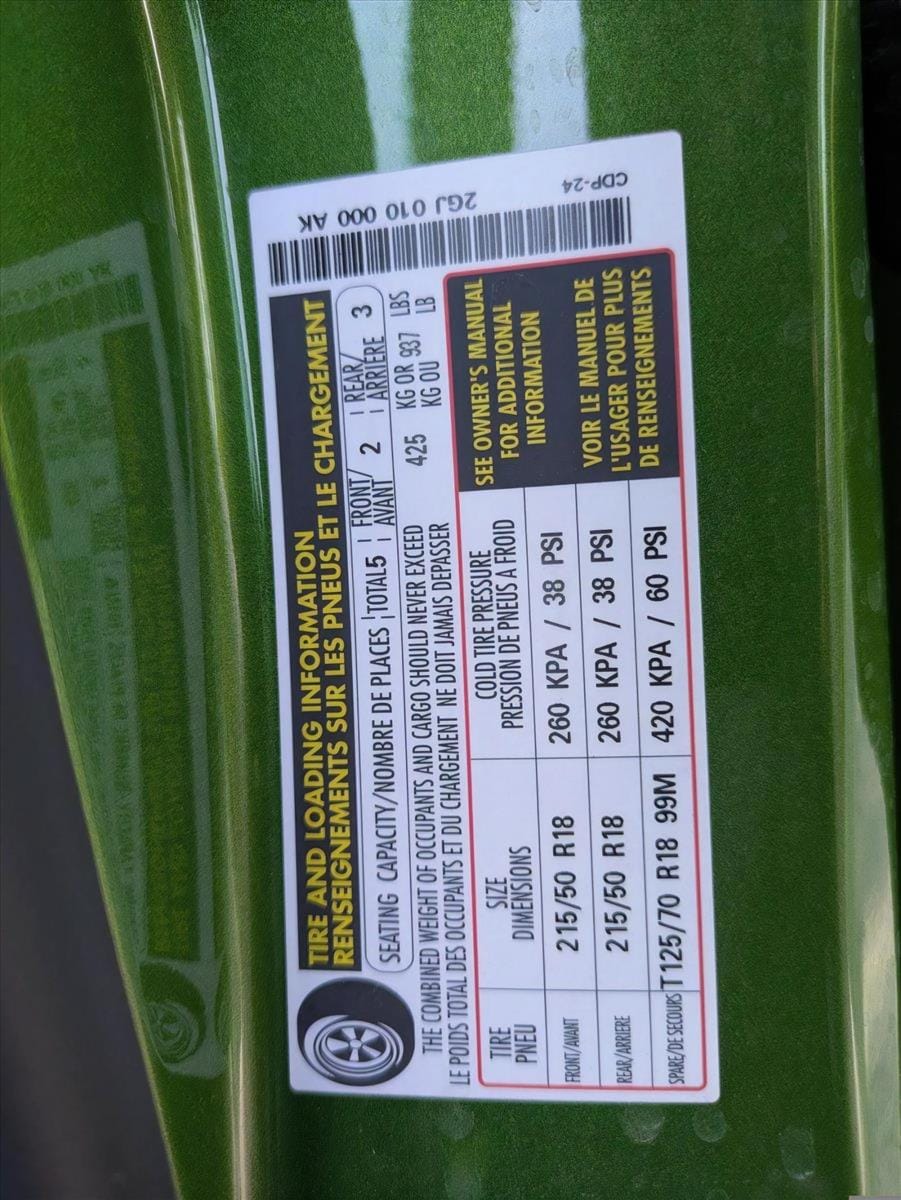 TIRE AND LOADING INFORMATION
RENSEIGNEMENTS SUR LES PNEUS ET LE CHARGEMENT
SEATING CAPACITY/NOMBRE DE PLACES | TOTAL 5 | FRONT/AVANT 2 | REAR/ARRIERE 3
THE COMBINED WEIGHT OF OCCUPANTS AND CARGO SHOULD NEVER EXCEED 425 KG OR 937 LBS
LE POIDS TOTAL DES OCCUPANTS ET DU CHARGEMENT NE DOIT JAMAIS DEPASSER KG OU LB
TIRE PNEU
SIZE DIMENSIONS
COLD TIRE PRESSURE
PRESSION DE PNEUS A FROID
FRONT/AVANT 215/50 R18 260 KPA / 38 PSI
REAR/ARRIERE 215/50 R18 260 KPA / 38 PSI
SPARE/DE SECOURS T125/70 R18 99M 420 KPA / 60 PSI
SEE OWNER'S MANUAL
FOR ADDITIONAL
INFORMATION
VOIR LE MANUEL DE
L'USAGER POUR PLUS
DE RENSEIGNEMENTS
2GJ 010 000 AK
CDP-24